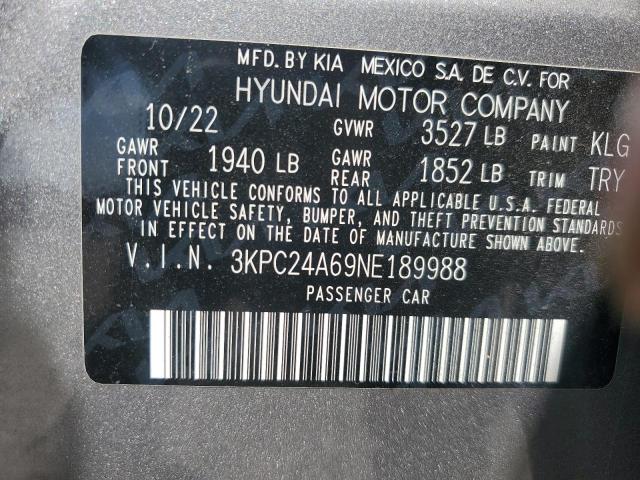 MFD. BY KIA MEXICO S.A. DE C.V. FOR
HYUNDAI MOTOR COMPANY
10/22 GVWR 3527 LB PAINT KLG
GAWR FRONT 1940 LB GAWR REAR 1852 LB TRIM TRY
THIS VEHICLE CONFORMS TO ALL APPLICABLE U.S.A. FEDERAL
MOTOR VEHICLE SAFETY, BUMPER, AND THEFT PREVENTION STANDARDS
IN EFFECT ON THE DATE OF MANUFACTURE SHOWN ABOVE.
V.I.N. 3KPC24A69NE189988
PASSENGER CAR